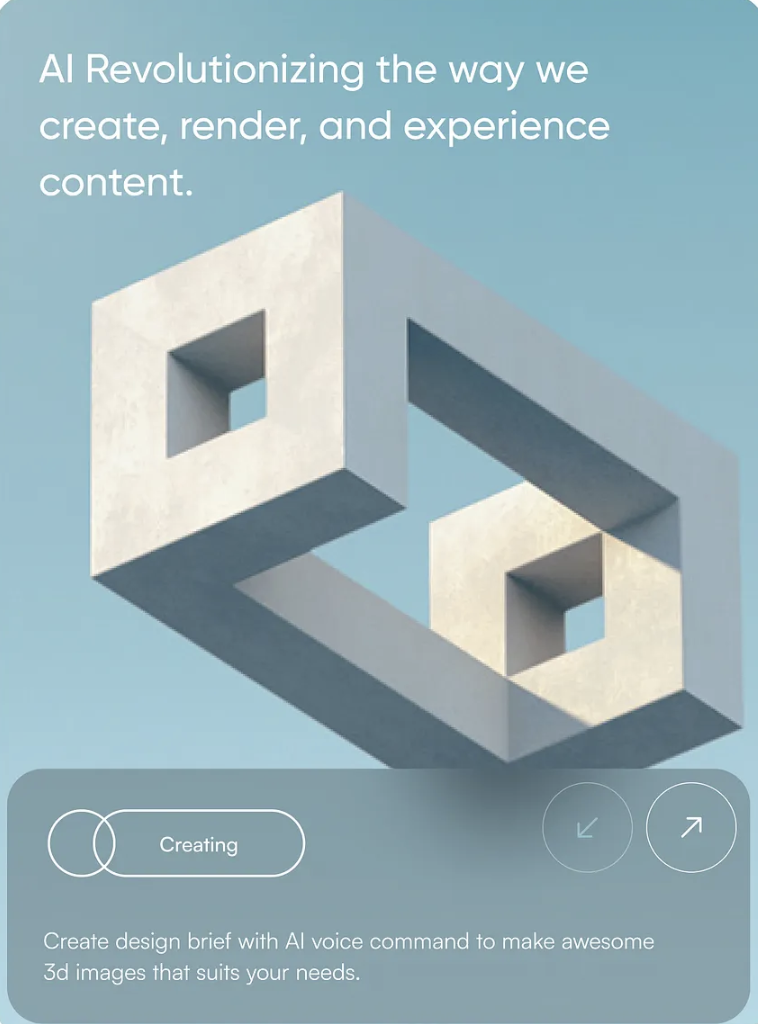 AI Revolutionizing the way we
create, render, and experience
content.
Creating
Create design brief with AI voice command to make awesome
3d images that suits your needs.